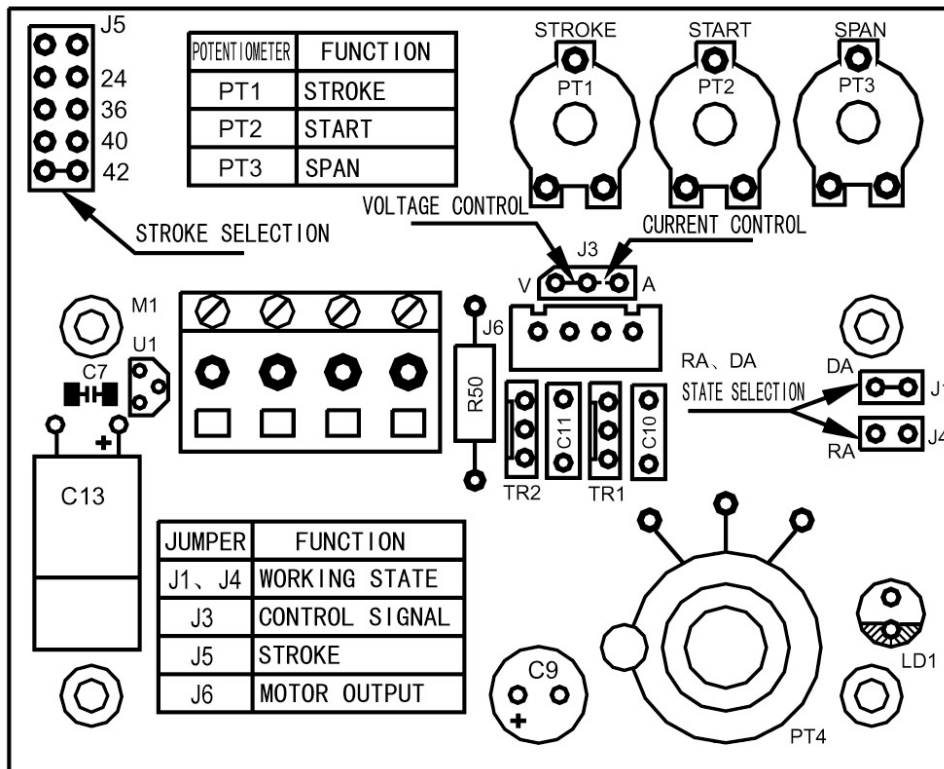 J5
24
36
40
42
STROKE SELECTION
POTENTIOMETER FUNCTION
PT1 STROKE
PT2 START
PT3 SPAN
STROKE START SPAN
PT1 PT2 PT3
VOLTAGE CONTROL
CURRENT CONTROL
J3
V A
J6
M1
U1
C7
R50
C11
C10
TR2 TR1
RA、DA
STATE SELECTION
DA
J1
J4
RA
+
C13
JUMPER FUNCTION
J1、J4 WORKING STATE
J3 CONTROL SIGNAL
J5 STROKE
J6 MOTOR OUTPUT
C9
+
PT4
LD1